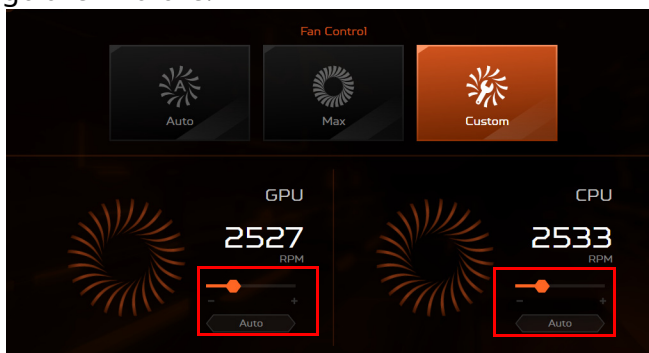 Fan Control
A
Auto
Max
Custom
GPU
2527
RPM
- +
Auto
CPU
2533
RPM
- +
Auto